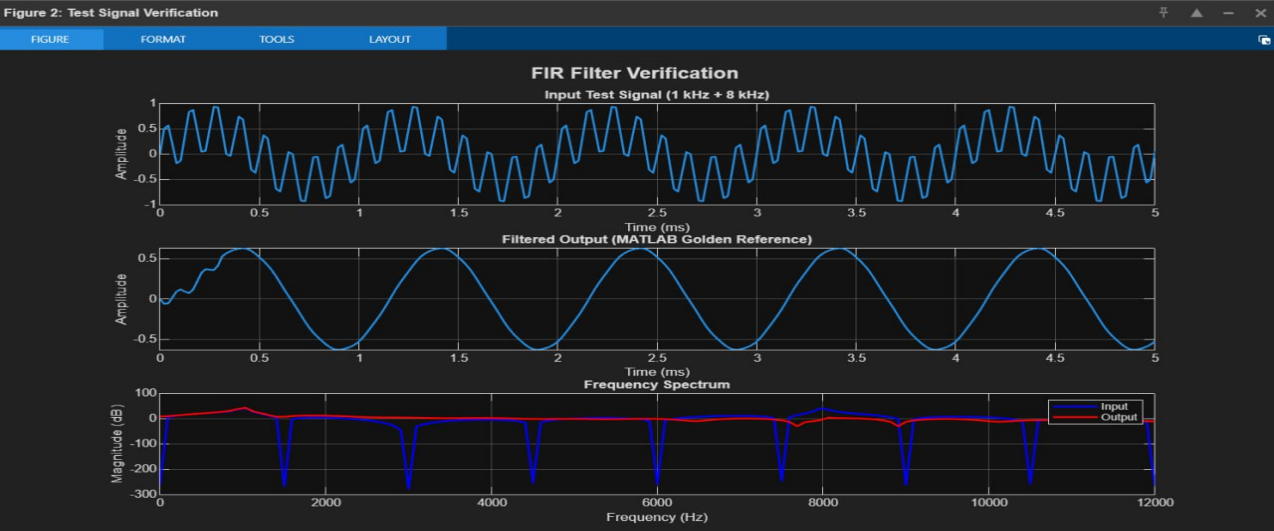 Figure 2: Test Signal Verification
FIGURE FORMAT TOOLS LAYOUT
FIR Filter Verification
Input Test Signal (1 kHz + 8 kHz)
Amplitude
1
0.5
0
-0.5
-1
0 0.5 1 1.5 2 2.5 3 3.5 4 4.5 5
Time (ms)
Filtered Output (MATLAB Golden Reference)
Amplitude
0.5
0
-0.5
0 0.5 1 1.5 2 2.5 3 3.5 4 4.5 5
Time (ms)
Frequency Spectrum
Magnitude (dB)
100
0
-100
-200
-300
Input
Output
0 2000 4000 6000 8000 10000 12000
Frequency (Hz)